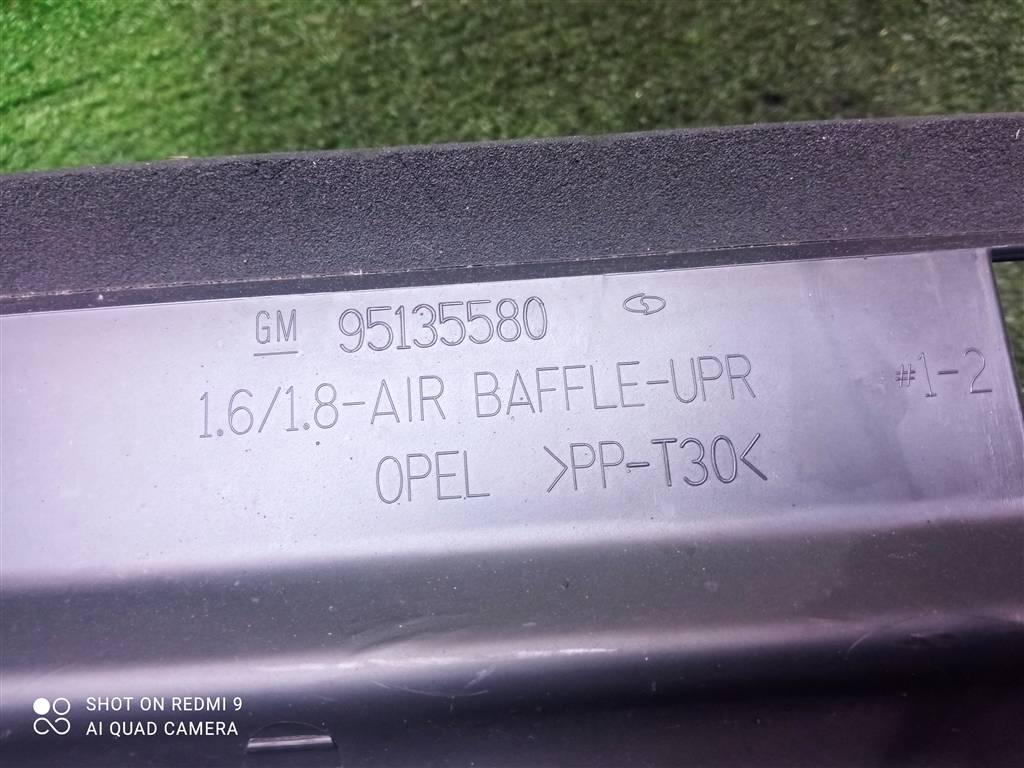 GM 95135580
1.6/1.8-AIR BAFFLE-UPR
#1-2
OPEL >PP-T30<
SHOT ON REDMI 9
AI QUAD CAMERA